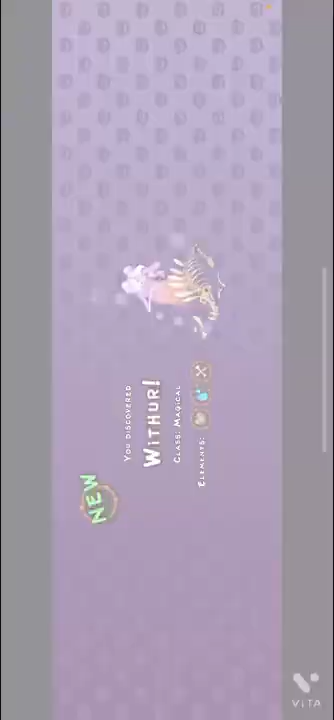 NEW
YOU DISCOVERED
WITHUR!
CLASS: MAGICAL
ELEMENTS:
VITA